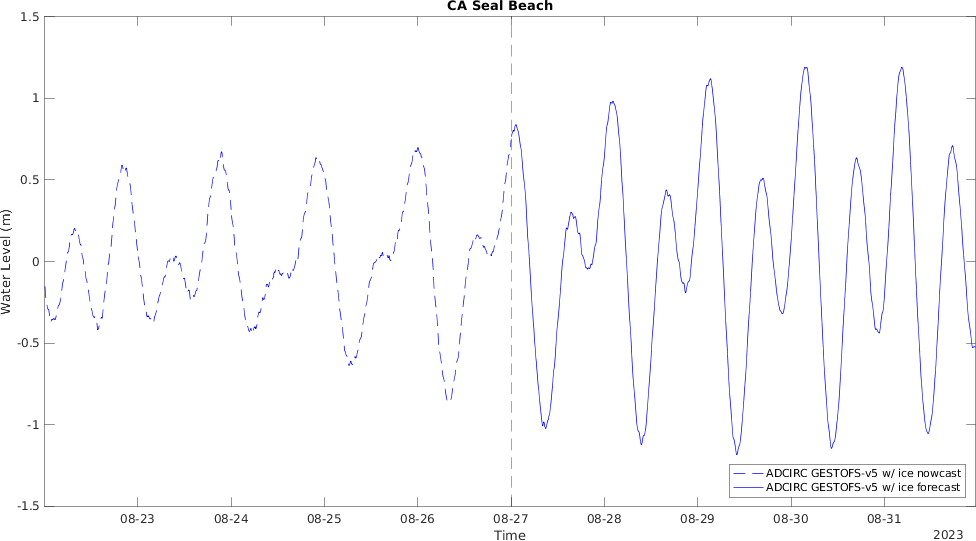 CA Seal Beach
1.5
1
0.5
0
-0.5
-1
-1.5
Water Level (m)
08-23 08-24 08-25 08-26 08-27 08-28 08-29 08-30 08-31
Time
2023
ADCIRC GESTOFS-v5 w/ ice nowcast
ADCIRC GESTOFS-v5 w/ ice forecast